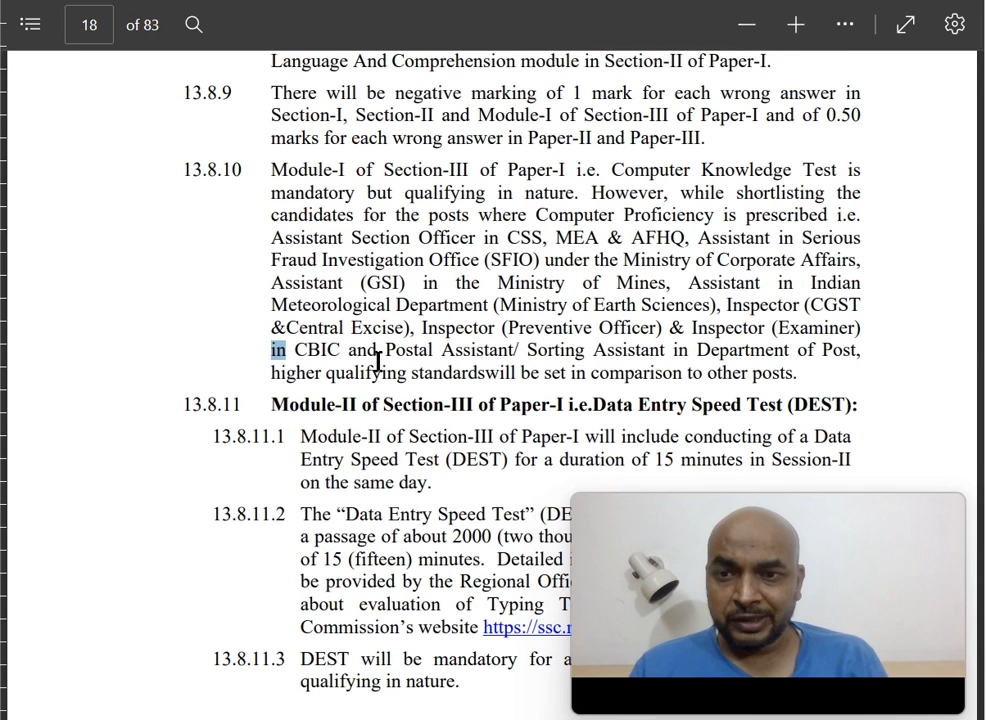 18 of 83
Language And Comprehension module in Section-II of Paper-I.
13.8.9 There will be negative marking of 1 mark for each wrong answer in
Section-I, Section-II and Module-I of Section-III of Paper-I and of 0.50
marks for each wrong answer in Paper-II and Paper-III.
13.8.10 Module-I of Section-III of Paper-I i.e. Computer Knowledge Test is
mandatory but qualifying in nature. However, while shortlisting the
candidates for the posts where Computer Proficiency is prescribed i.e.
Assistant Section Officer in CSS, MEA & AFHQ, Assistant in Serious
Fraud Investigation Office (SFIO) under the Ministry of Corporate Affairs,
Assistant (GSI) in the Ministry of Mines, Assistant in Indian
Meteorological Department (Ministry of Earth Sciences), Inspector (CGST
&Central Excise), Inspector (Preventive Officer) & Inspector (Examiner)
in CBIC and Postal Assistant/ Sorting Assistant in Department of Post,
higher qualifying standardswill be set in comparison to other posts.
13.8.11 Module-II of Section-III of Paper-I i.e.Data Entry Speed Test (DEST):
13.8.11.1 Module-II of Section-III of Paper-I will include conducting of a Data
Entry Speed Test (DEST) for a duration of 15 minutes in Session-II
on the same day.
13.8.11.2 The “Data Entry Speed Test” (DE
a passage of about 2000 (two thou
of 15 (fifteen) minutes. Detailed
be provided by the Regional Offi
about evaluation of Typing T
Commission’s website https://ssc.
13.8.11.3 DEST will be mandatory for a
qualifying in nature.